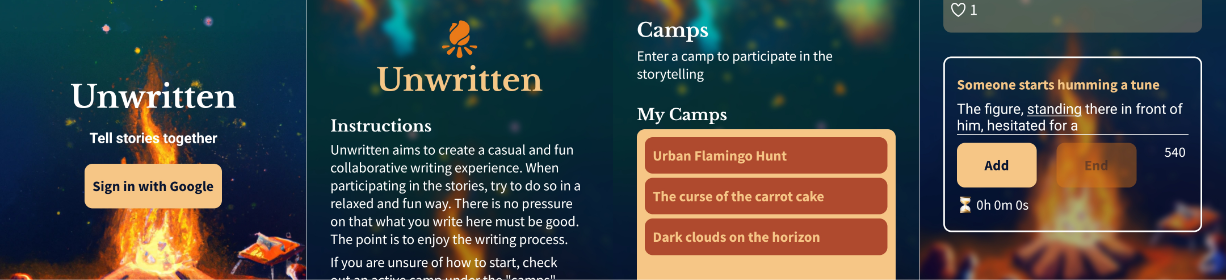 Unwritten
Tell stories together
Sign in with Google
Unwritten
Instructions
Unwritten aims to create a casual and fun
collaborative writing experience. When
participating in the stories, try to do so in a
relaxed and fun way. There is no pressure
on that what you write here must be good.
The point is to enjoy the writing process.
If you are unsure of how to start, check
out an active camp under the "camps"
Camps
Enter a camp to participate in the
storytelling
My Camps
Urban Flamingo Hunt
The curse of the carrot cake
Dark clouds on the horizon
1
Someone starts humming a tune
The figure, standing there in front of
him, hesitated for a
540
Add
End
0h 0m 0s